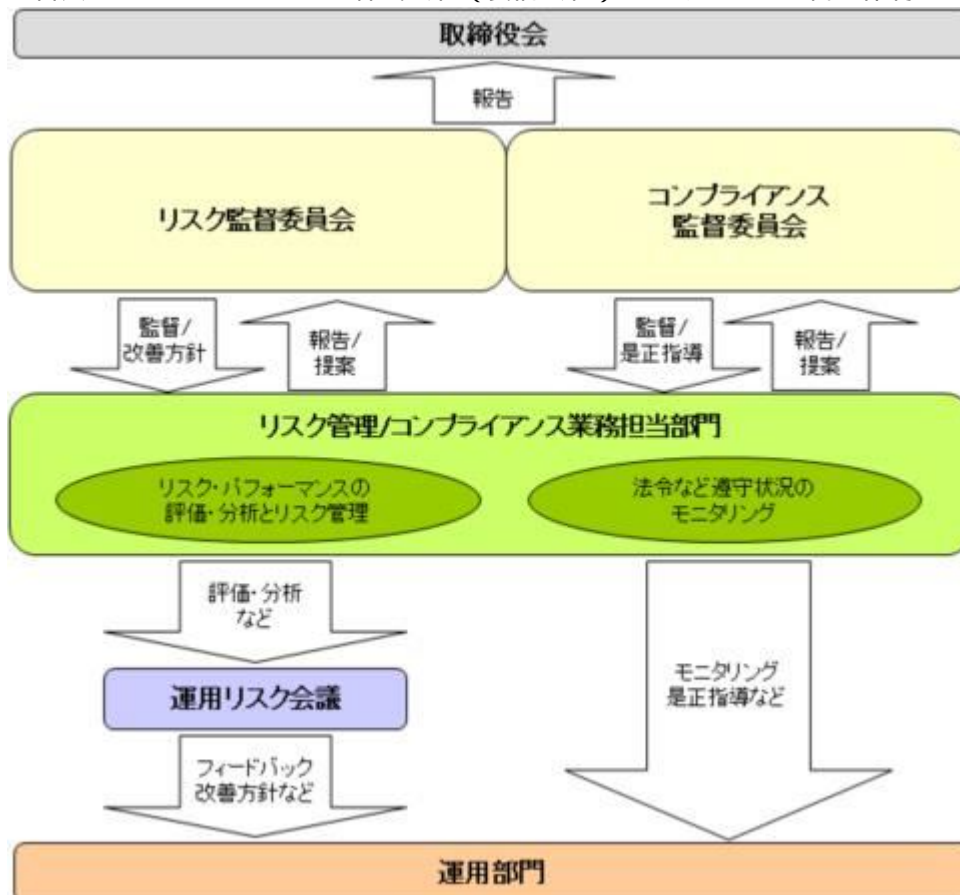 取締役会
報告
リスク監督委員会
コンプライアンス
監督委員会
監督/
改善方針
報告/
提案
監督/
是正指導
報告/
提案
リスク管理/コンプライアンス業務担当部門
リスク・パフォーマンスの
評価・分析とリスク管理
法令など遵守状況の
モニタリング
評価・分析
など
運用リスク会議
モニタリング
是正指導など
フィードバック
改善方針など
運用部門